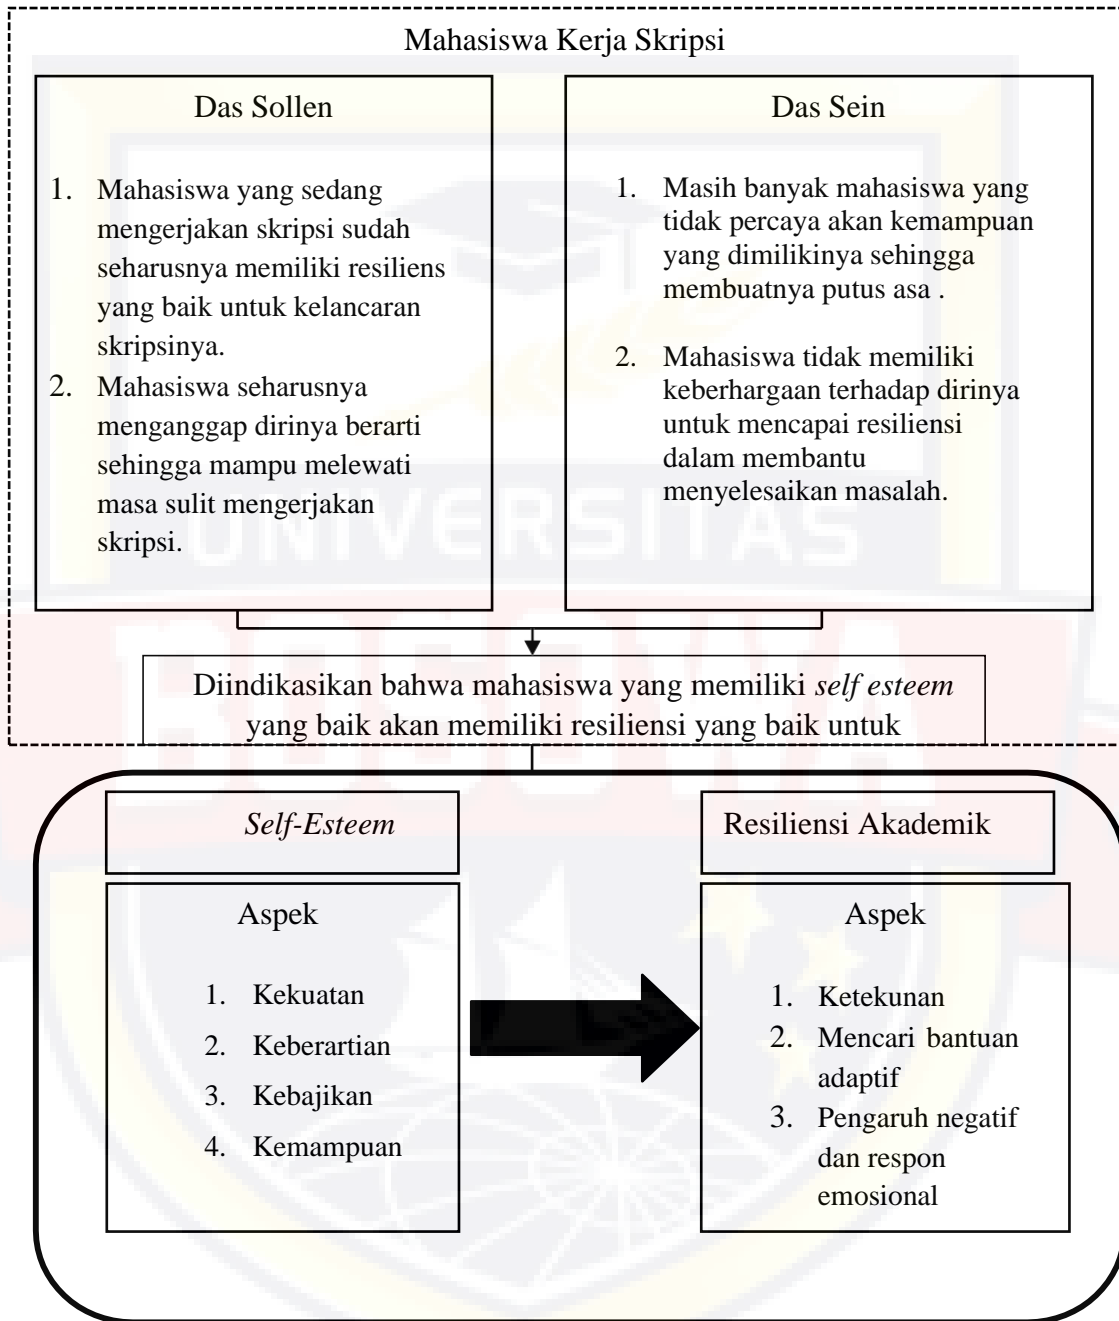 Mahasiswa Kerja Skripsi
Das Sollen
1. Mahasiswa yang sedang
mengerjakan skripsi sudah
seharusnya memiliki resiliens
yang baik untuk kelancaran
skripsinya.
2. Mahasiswa seharusnya
menganggap dirinya berarti
sehingga mampu melewati
masa sulit mengerjakan
skripsi.
Das Sein
1. Masih banyak mahasiswa yang
tidak percaya akan kemampuan
yang dimilikinya sehingga
membuatnya putus asa .
2. Mahasiswa tidak memiliki
keberhargaan terhadap dirinya
untuk mencapai resiliensi
dalam membantu
menyelesaikan masalah.
Diindikasikan bahwa mahasiswa yang memiliki self esteem
yang baik akan memiliki resiliensi yang baik untuk
Self-Esteem
Aspek
1. Kekuatan
2. Keberartian
3. Kebajikan
4. Kemampuan
Resiliensi Akademik
Aspek
1. Ketekunan
2. Mencari bantuan
adaptif
3. Pengaruh negatif
dan respon
emosional
UNIVERSITAS
BOSOWA